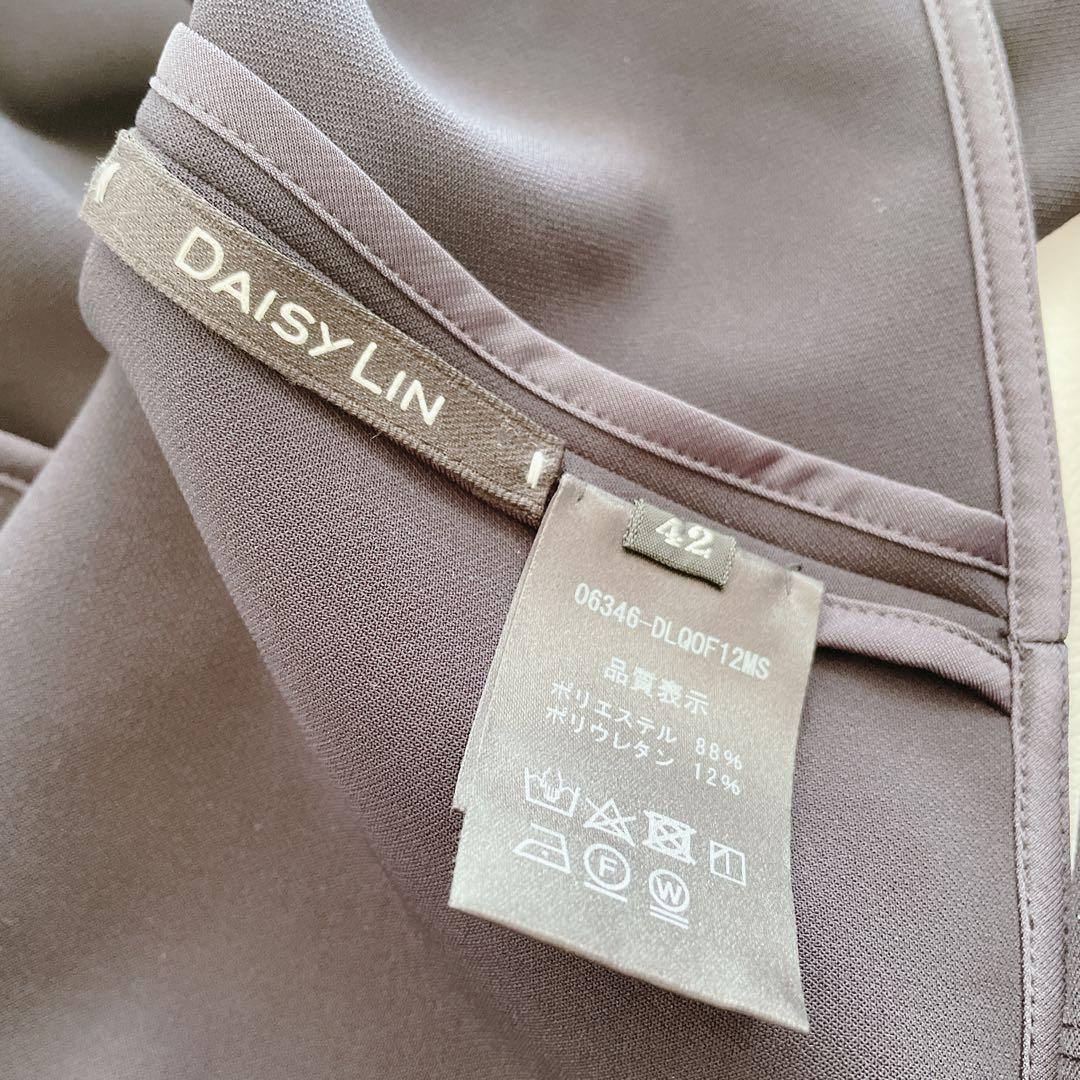 DAISY LIN
42
06346-DLQ0F12MS
品質表示
ポリエステル 88%
ポリウレタン 12%
F
W